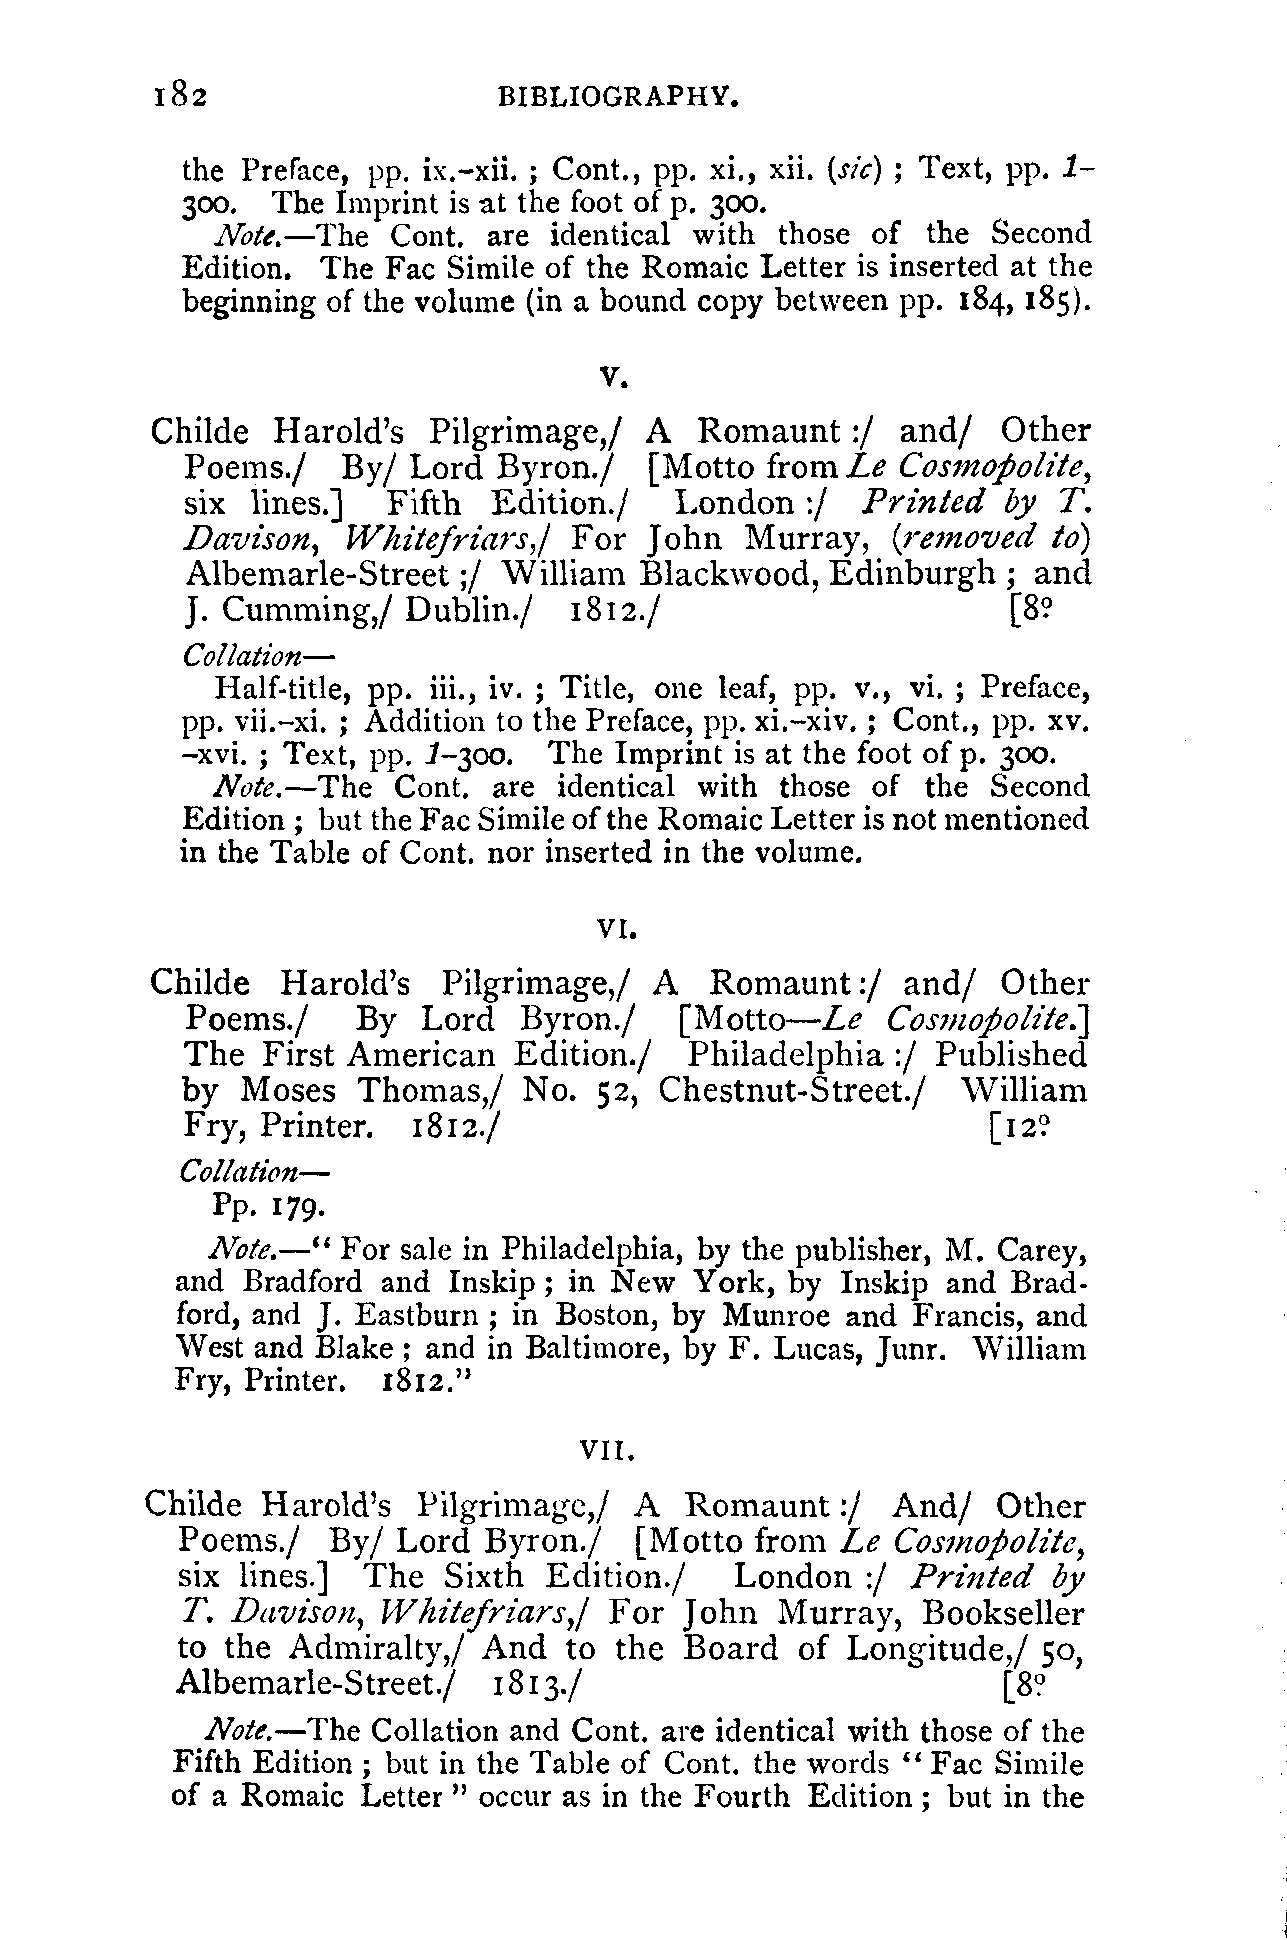 182 BIBLIOGRAPHY.
the Preface, pp. ix.-xii. ; Cont., pp. xi., xii. (sic) ; Text, pp. 1-
300. The Imprint is at the foot of p. 300.
Note.—The Cont. are identical with those of the Second
Edition. The Fac Simile of the Romaic Letter is inserted at the
beginning of the volume (in a bound copy between pp. 184, 185).
V.
Childe Harold's Pilgrimage,/ A Romaunt :/ and/ Other
Poems./ By/ Lord Byron./ [Motto from Le Cosmopolite,
six lines.] Fifth Edition./ London :/ Printed by T.
Davison, Whitefriars,/ For John Murray, (removed to)
Albemarle-Street ;/ William Blackwood, Edinburgh ; and
J. Cumming,/ Dublin./ 1812./ [8º
Collation—
Half-title, pp. iii., iv. ; Title, one leaf, pp. v., vi. ; Preface,
pp. vii.-xi. ; Addition to the Preface, pp. xi.-xiv. ; Cont., pp. xv.
-xvi. ; Text, pp. 1-300. The Imprint is at the foot of p. 300.
Note.—The Cont. are identical with those of the Second
Edition ; but the Fac Simile of the Romaic Letter is not mentioned
in the Table of Cont. nor inserted in the volume.
VI.
Childe Harold's Pilgrimage,/ A Romaunt :/ and/ Other
Poems./ By Lord Byron./ [Motto—Le Cosmopolite.]
The First American Edition./ Philadelphia :/ Published
by Moses Thomas,/ No. 52, Chestnut-Street./ William
Fry, Printer. 1812./ [12º
Collation—
Pp. 179.
Note.—" For sale in Philadelphia, by the publisher, M. Carey,
and Bradford and Inskip ; in New York, by Inskip and Brad-
ford, and J. Eastburn ; in Boston, by Munroe and Francis, and
West and Blake ; and in Baltimore, by F. Lucas, Junr. William
Fry, Printer. 1812."
VII.
Childe Harold's Pilgrimage,/ A Romaunt :/ And/ Other
Poems./ By/ Lord Byron./ [Motto from Le Cosmopolite,
six lines.] The Sixth Edition./ London :/ Printed by
T. Davison, Whitefriars,/ For John Murray, Bookseller
to the Admiralty,/ And to the Board of Longitude,/ 50,
Albemarle-Street./ 1813./ [8º
Note.—The Collation and Cont. are identical with those of the
Fifth Edition ; but in the Table of Cont. the words " Fac Simile
of a Romaic Letter " occur as in the Fourth Edition ; but in the